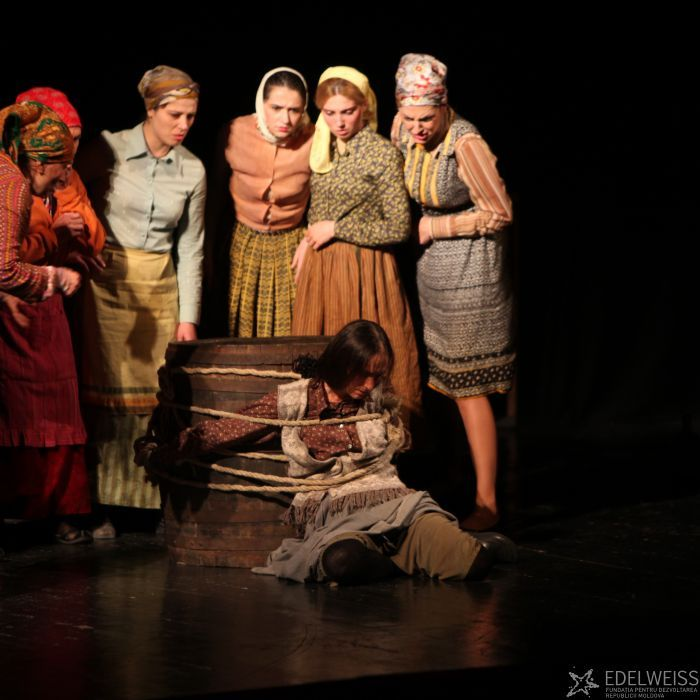 EDELWEISS
FUNDAȚIA PENTRU DEZVOLTAREA
REPUBLICII MOLDOVA